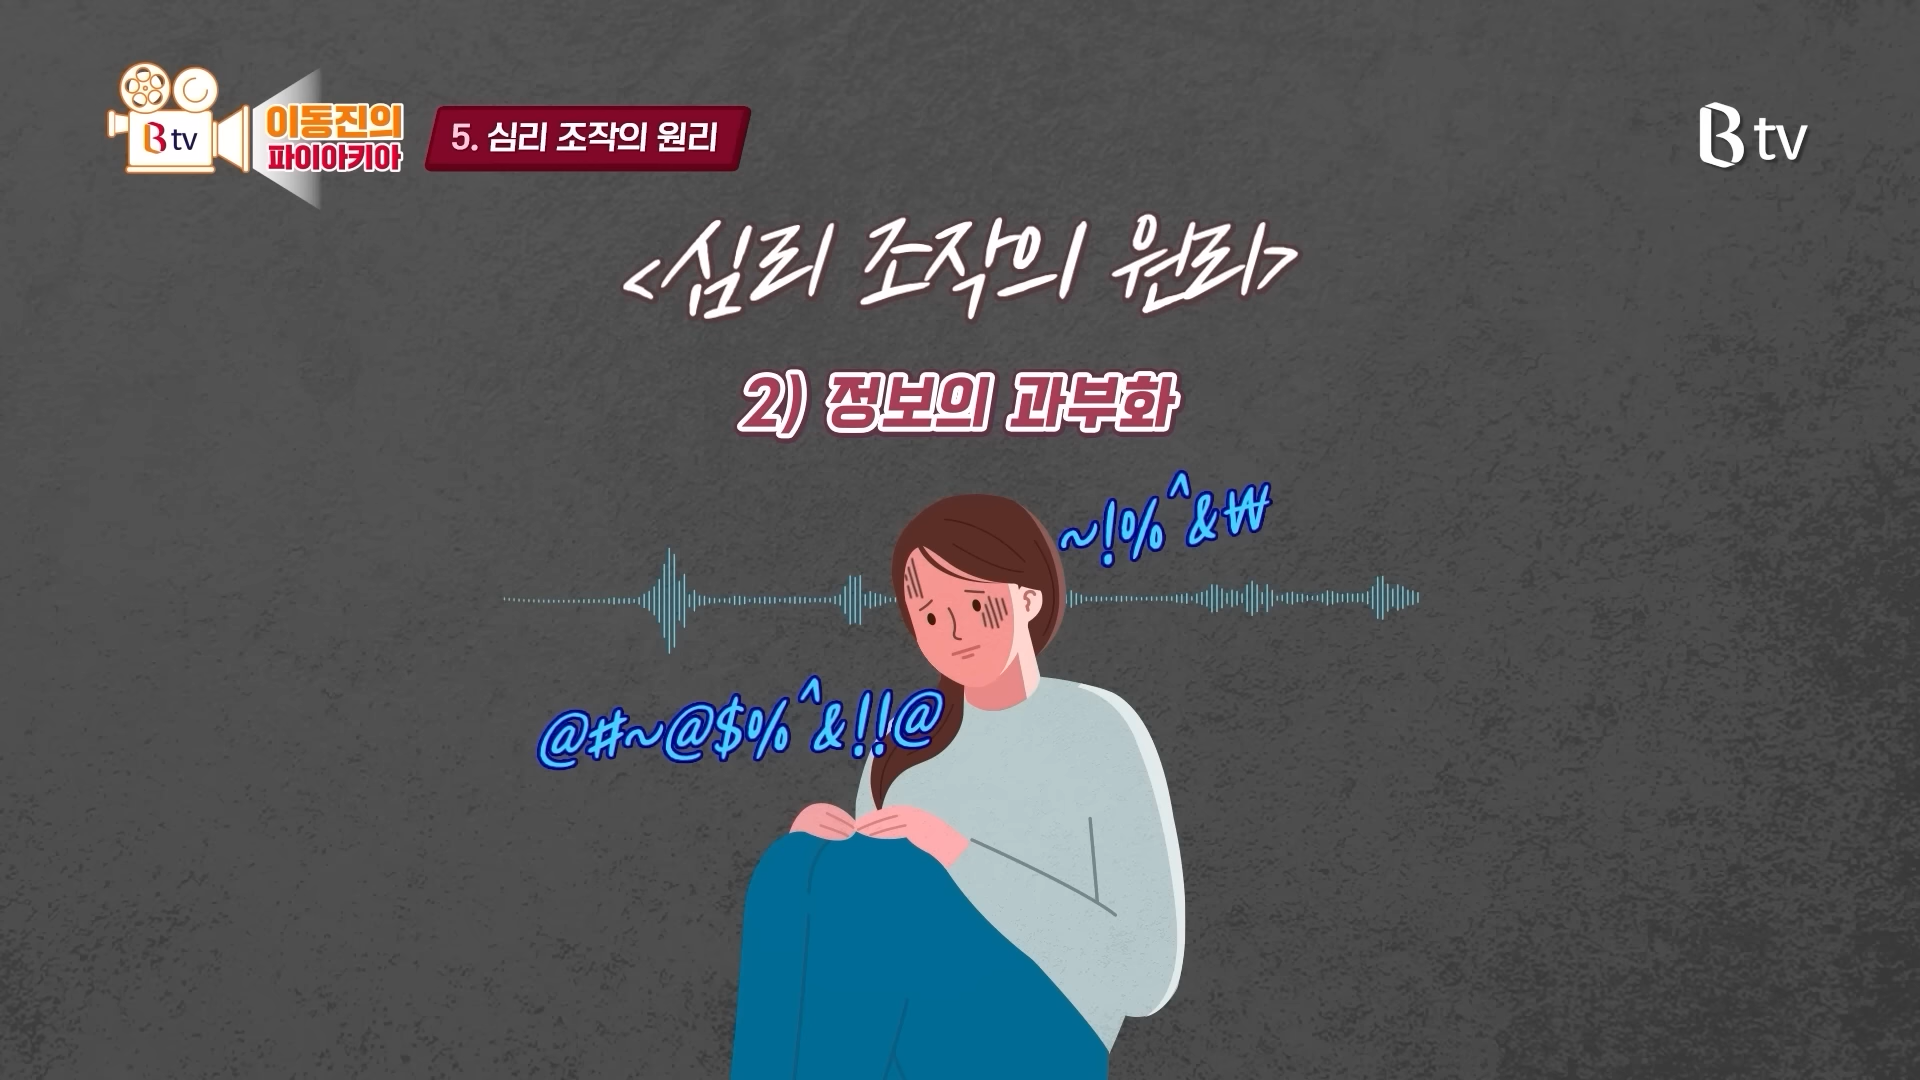 B tv
이동진의
파이아키아
5. 심리 조작의 원리
B tv
<심리 조작의 원리>
2) 정보의 과부화
~!%^&₩
@#~@$%^&!!@